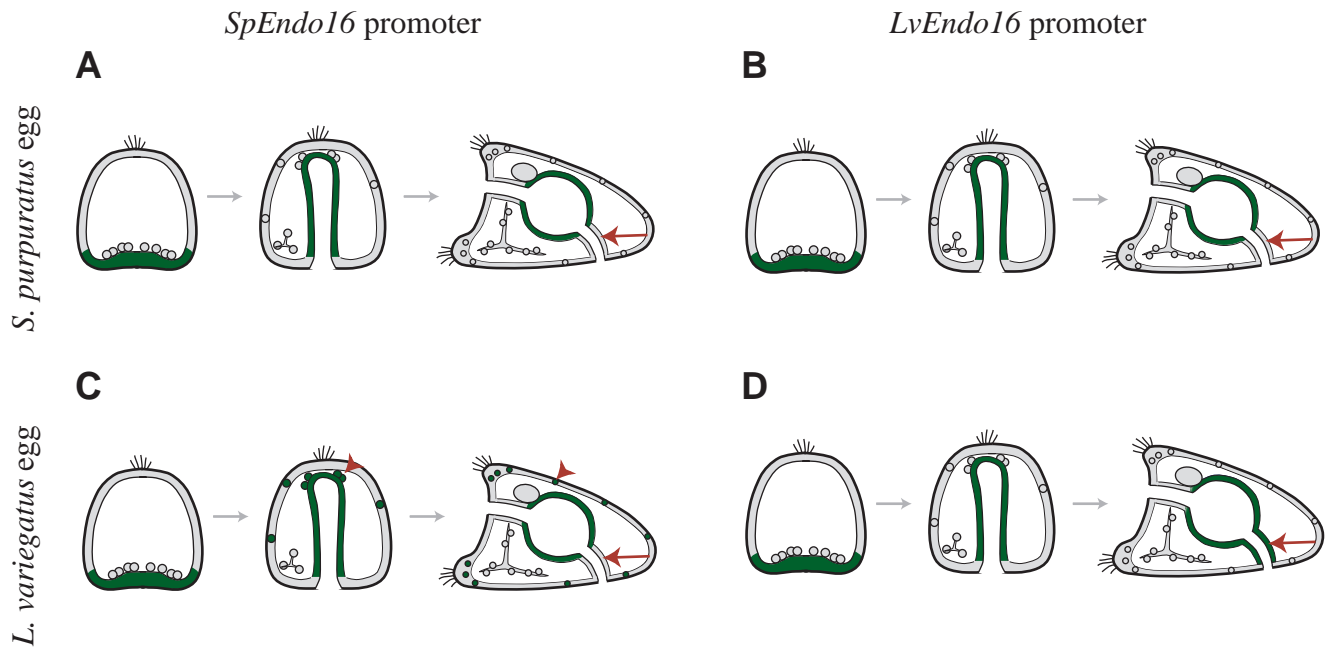 SpEndo16 promoter
LvEndo16 promoter
A
B
S. purpuratus egg
C
D
L. variegatus egg